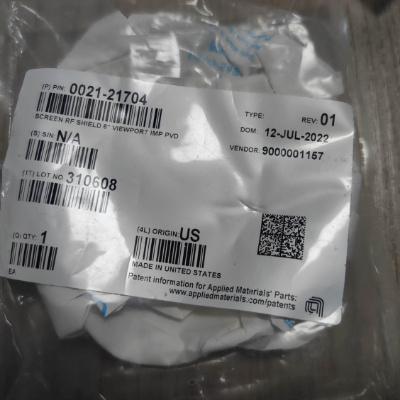 (P) P/N: 0021-21704
SCREEN RF SHIELD 6" VIEWPORT IMP PVD
TYPE:
REV: 01
(S) S/N: N/A
DOM: 12-JUL-2022
VENDOR: 9000001157
(1T) LOT NO: 310608
(Q) QTY: 1
EA
(4L) ORIGIN: US
MADE IN UNITED STATES
Patent information for Applied Materials' Parts:
www.appliedmaterials.com/patents